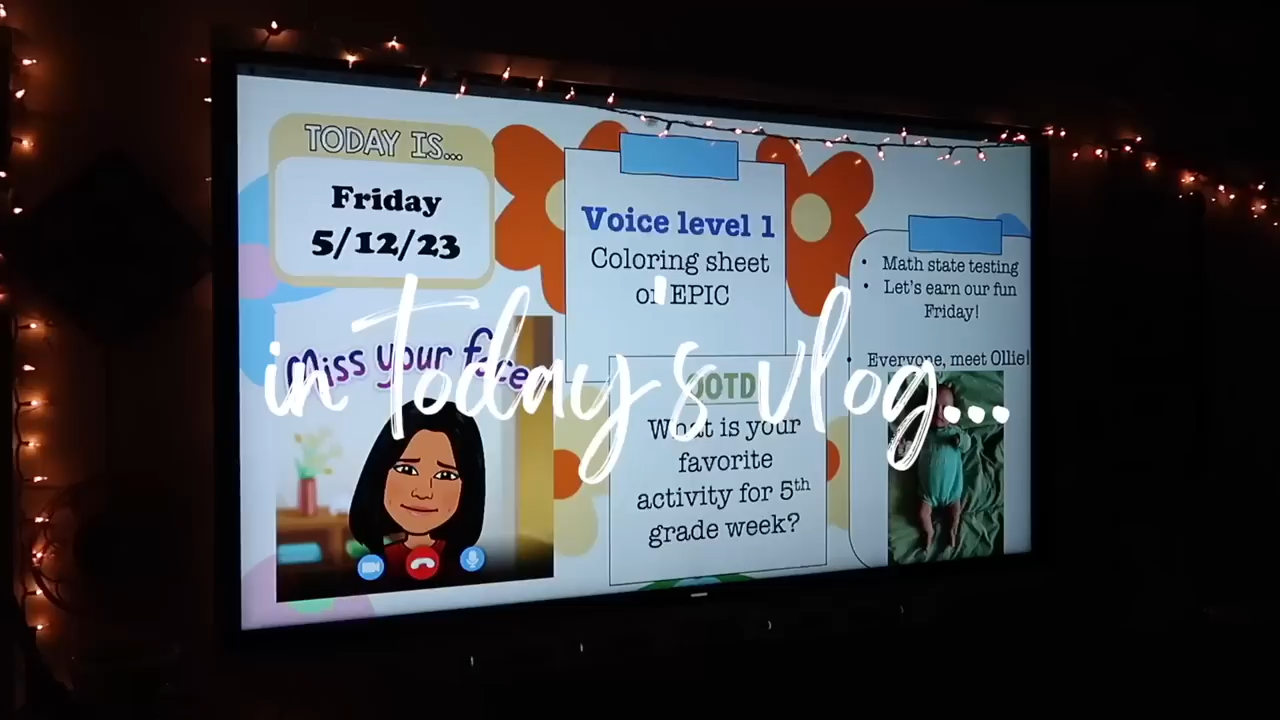 TODAY IS...
Friday
5/12/23
Voice level 1
Coloring sheet
or EPIC
• Math state testing
• Let's earn our fun
Friday!
• Everyone, meet Ollie!
Miss your face
QOTD
What is your
favorite
activity for 5th
grade week?
in today's vlog...